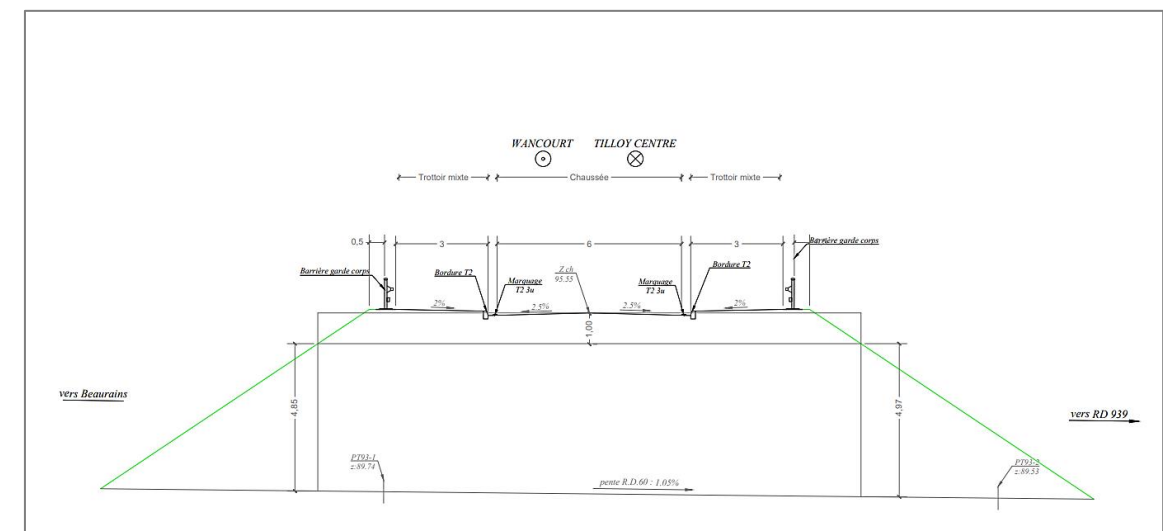 WANCOURT TILLOY CENTRE
Trottoir mixte Chaussée Trottoir mixte
0,5 3 6 3
Barrière garde corps
Barrière garde corps
Bordure T2
Marquage
T2 3u
Z.ch
95.55
Marquage
T2 3u
Bordure T2
2% 2.5% 2.5% 2%
1,00
vers Beaurains
4,85
4,97
vers RD 939
PT93-1
z:89.74
pente R.D.60 : 1.05%
PT93-2
z:89.53